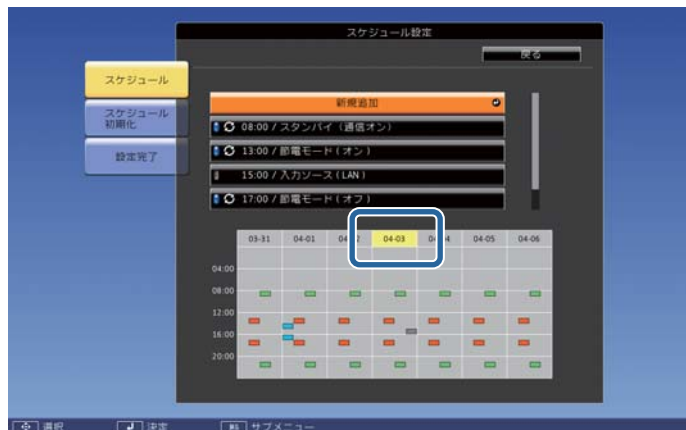 スケジュール設定
戻る
スケジュール
スケジュール
初期化
設定完了
新規追加
08:00 / スタンバイ (通信オン)
13:00 / 節電モード ( オン )
15:00 / 入力ソース ( LAN )
17:00 / 節電モード ( オフ )
03-31 04-01 04-02 04-03 04-04 04-05 04-06
04:00
08:00
12:00
16:00
20:00
選択 決定 サブメニュー